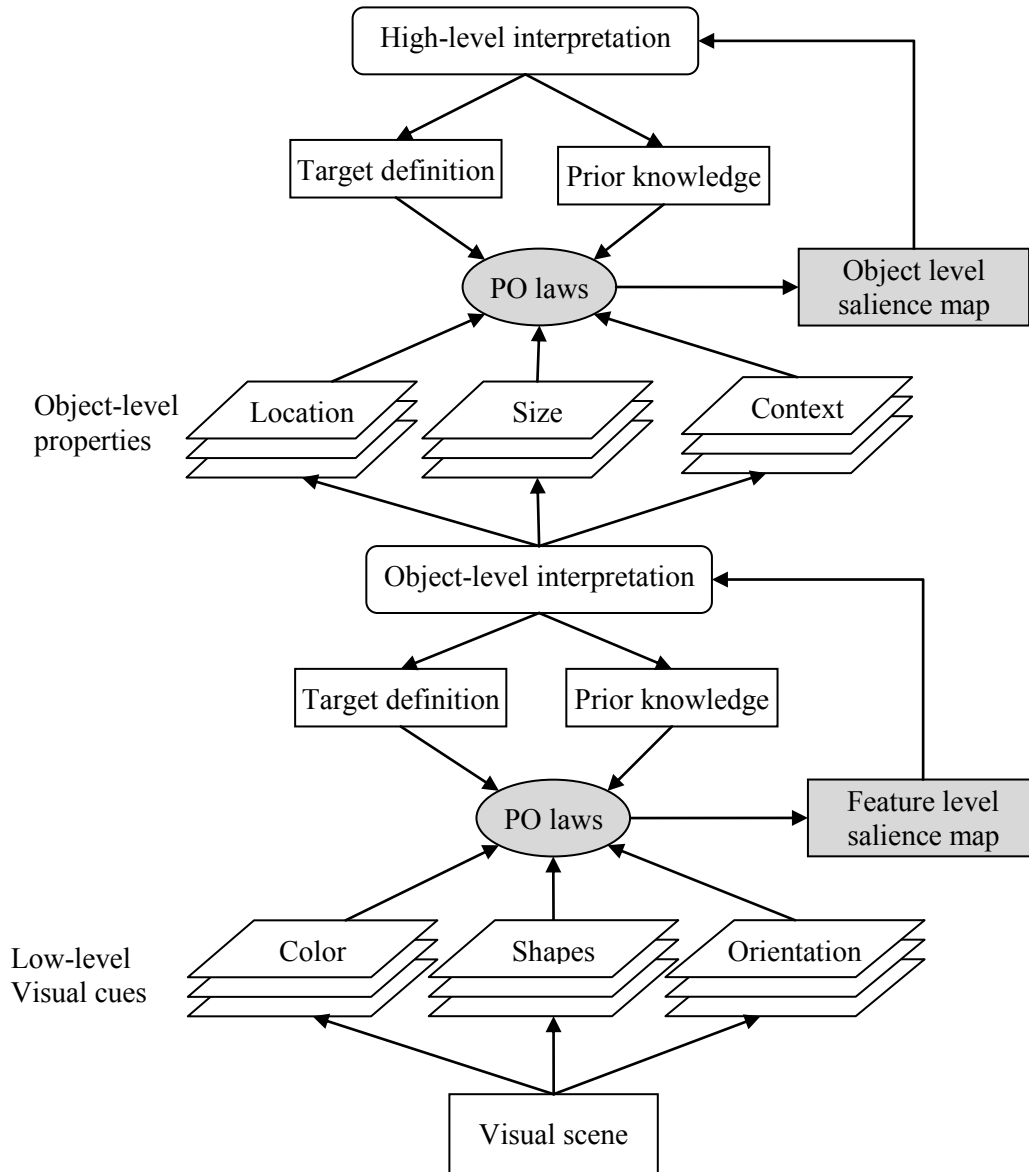 High-level interpretation
Target definition
Prior knowledge
PO laws
Object level
salience map
Object-level
properties
Location
Size
Context
Object-level interpretation
Target definition
Prior knowledge
PO laws
Feature level
salience map
Low-level
Visual cues
Color
Shapes
Orientation
Visual scene